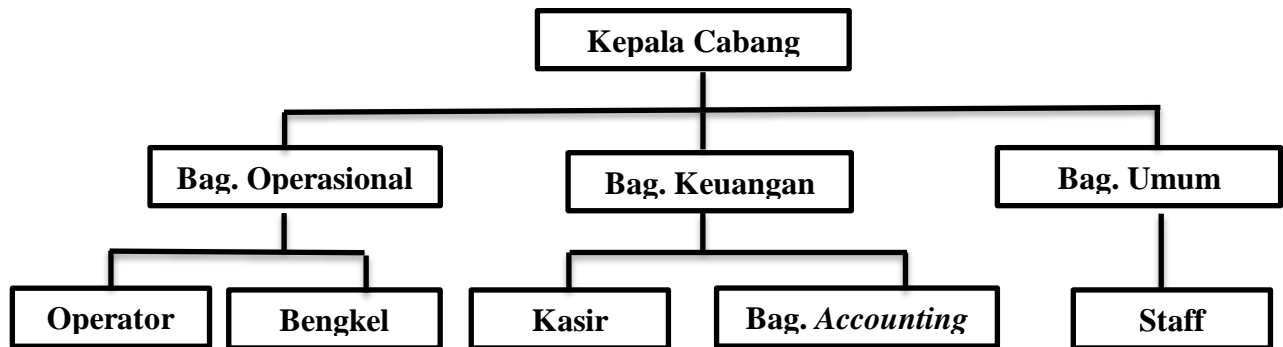 Kepala Cabang
Bag. Operasional
Bag. Keuangan
Bag. Umum
Operator
Bengkel
Kasir
Bag. Accounting
Staff